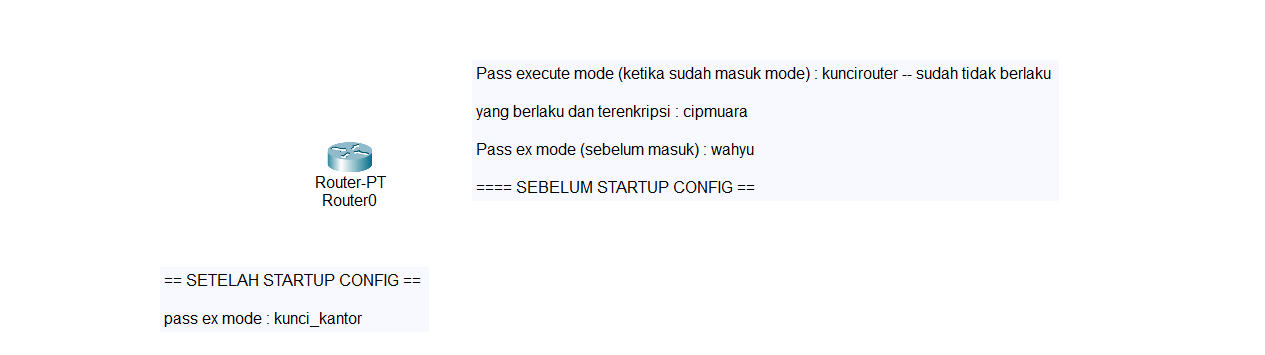 Pass execute mode (ketika sudah masuk mode) : kuncirouter -- sudah tidak berlaku
yang berlaku dan terenkripsi : cipmuara
Pass ex mode (sebelum masuk) : wahyu
==== SEBELUM STARTUP CONFIG ==
Router-PT
Router0
== SETELAH STARTUP CONFIG ==
pass ex mode : kunci_kantor